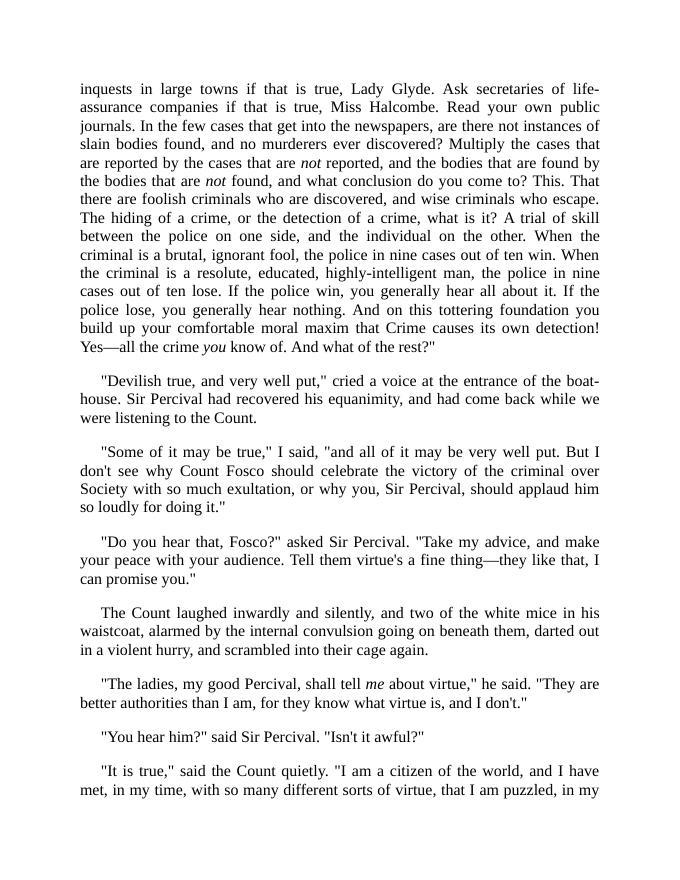 inquests in large towns if that is true, Lady Glyde. Ask secretaries of life-
assurance companies if that is true, Miss Halcombe. Read your own public
journals. In the few cases that get into the newspapers, are there not instances of
slain bodies found, and no murderers ever discovered? Multiply the cases that
are reported by the cases that are not reported, and the bodies that are found by
the bodies that are not found, and what conclusion do you come to? This. That
there are foolish criminals who are discovered, and wise criminals who escape.
The hiding of a crime, or the detection of a crime, what is it? A trial of skill
between the police on one side, and the individual on the other. When the
criminal is a brutal, ignorant fool, the police in nine cases out of ten win. When
the criminal is a resolute, educated, highly-intelligent man, the police in nine
cases out of ten lose. If the police win, you generally hear all about it. If the
police lose, you generally hear nothing. And on this tottering foundation you
build up your comfortable moral maxim that Crime causes its own detection!
Yes—all the crime you know of. And what of the rest?"
"Devilish true, and very well put," cried a voice at the entrance of the boat-
house. Sir Percival had recovered his equanimity, and had come back while we
were listening to the Count.
"Some of it may be true," I said, "and all of it may be very well put. But I
don't see why Count Fosco should celebrate the victory of the criminal over
Society with so much exultation, or why you, Sir Percival, should applaud him
so loudly for doing it."
"Do you hear that, Fosco?" asked Sir Percival. "Take my advice, and make
your peace with your audience. Tell them virtue's a fine thing—they like that, I
can promise you."
The Count laughed inwardly and silently, and two of the white mice in his
waistcoat, alarmed by the internal convulsion going on beneath them, darted out
in a violent hurry, and scrambled into their cage again.
"The ladies, my good Percival, shall tell me about virtue," he said. "They are
better authorities than I am, for they know what virtue is, and I don't."
"You hear him?" said Sir Percival. "Isn't it awful?"
"It is true," said the Count quietly. "I am a citizen of the world, and I have
met, in my time, with so many different sorts of virtue, that I am puzzled, in my